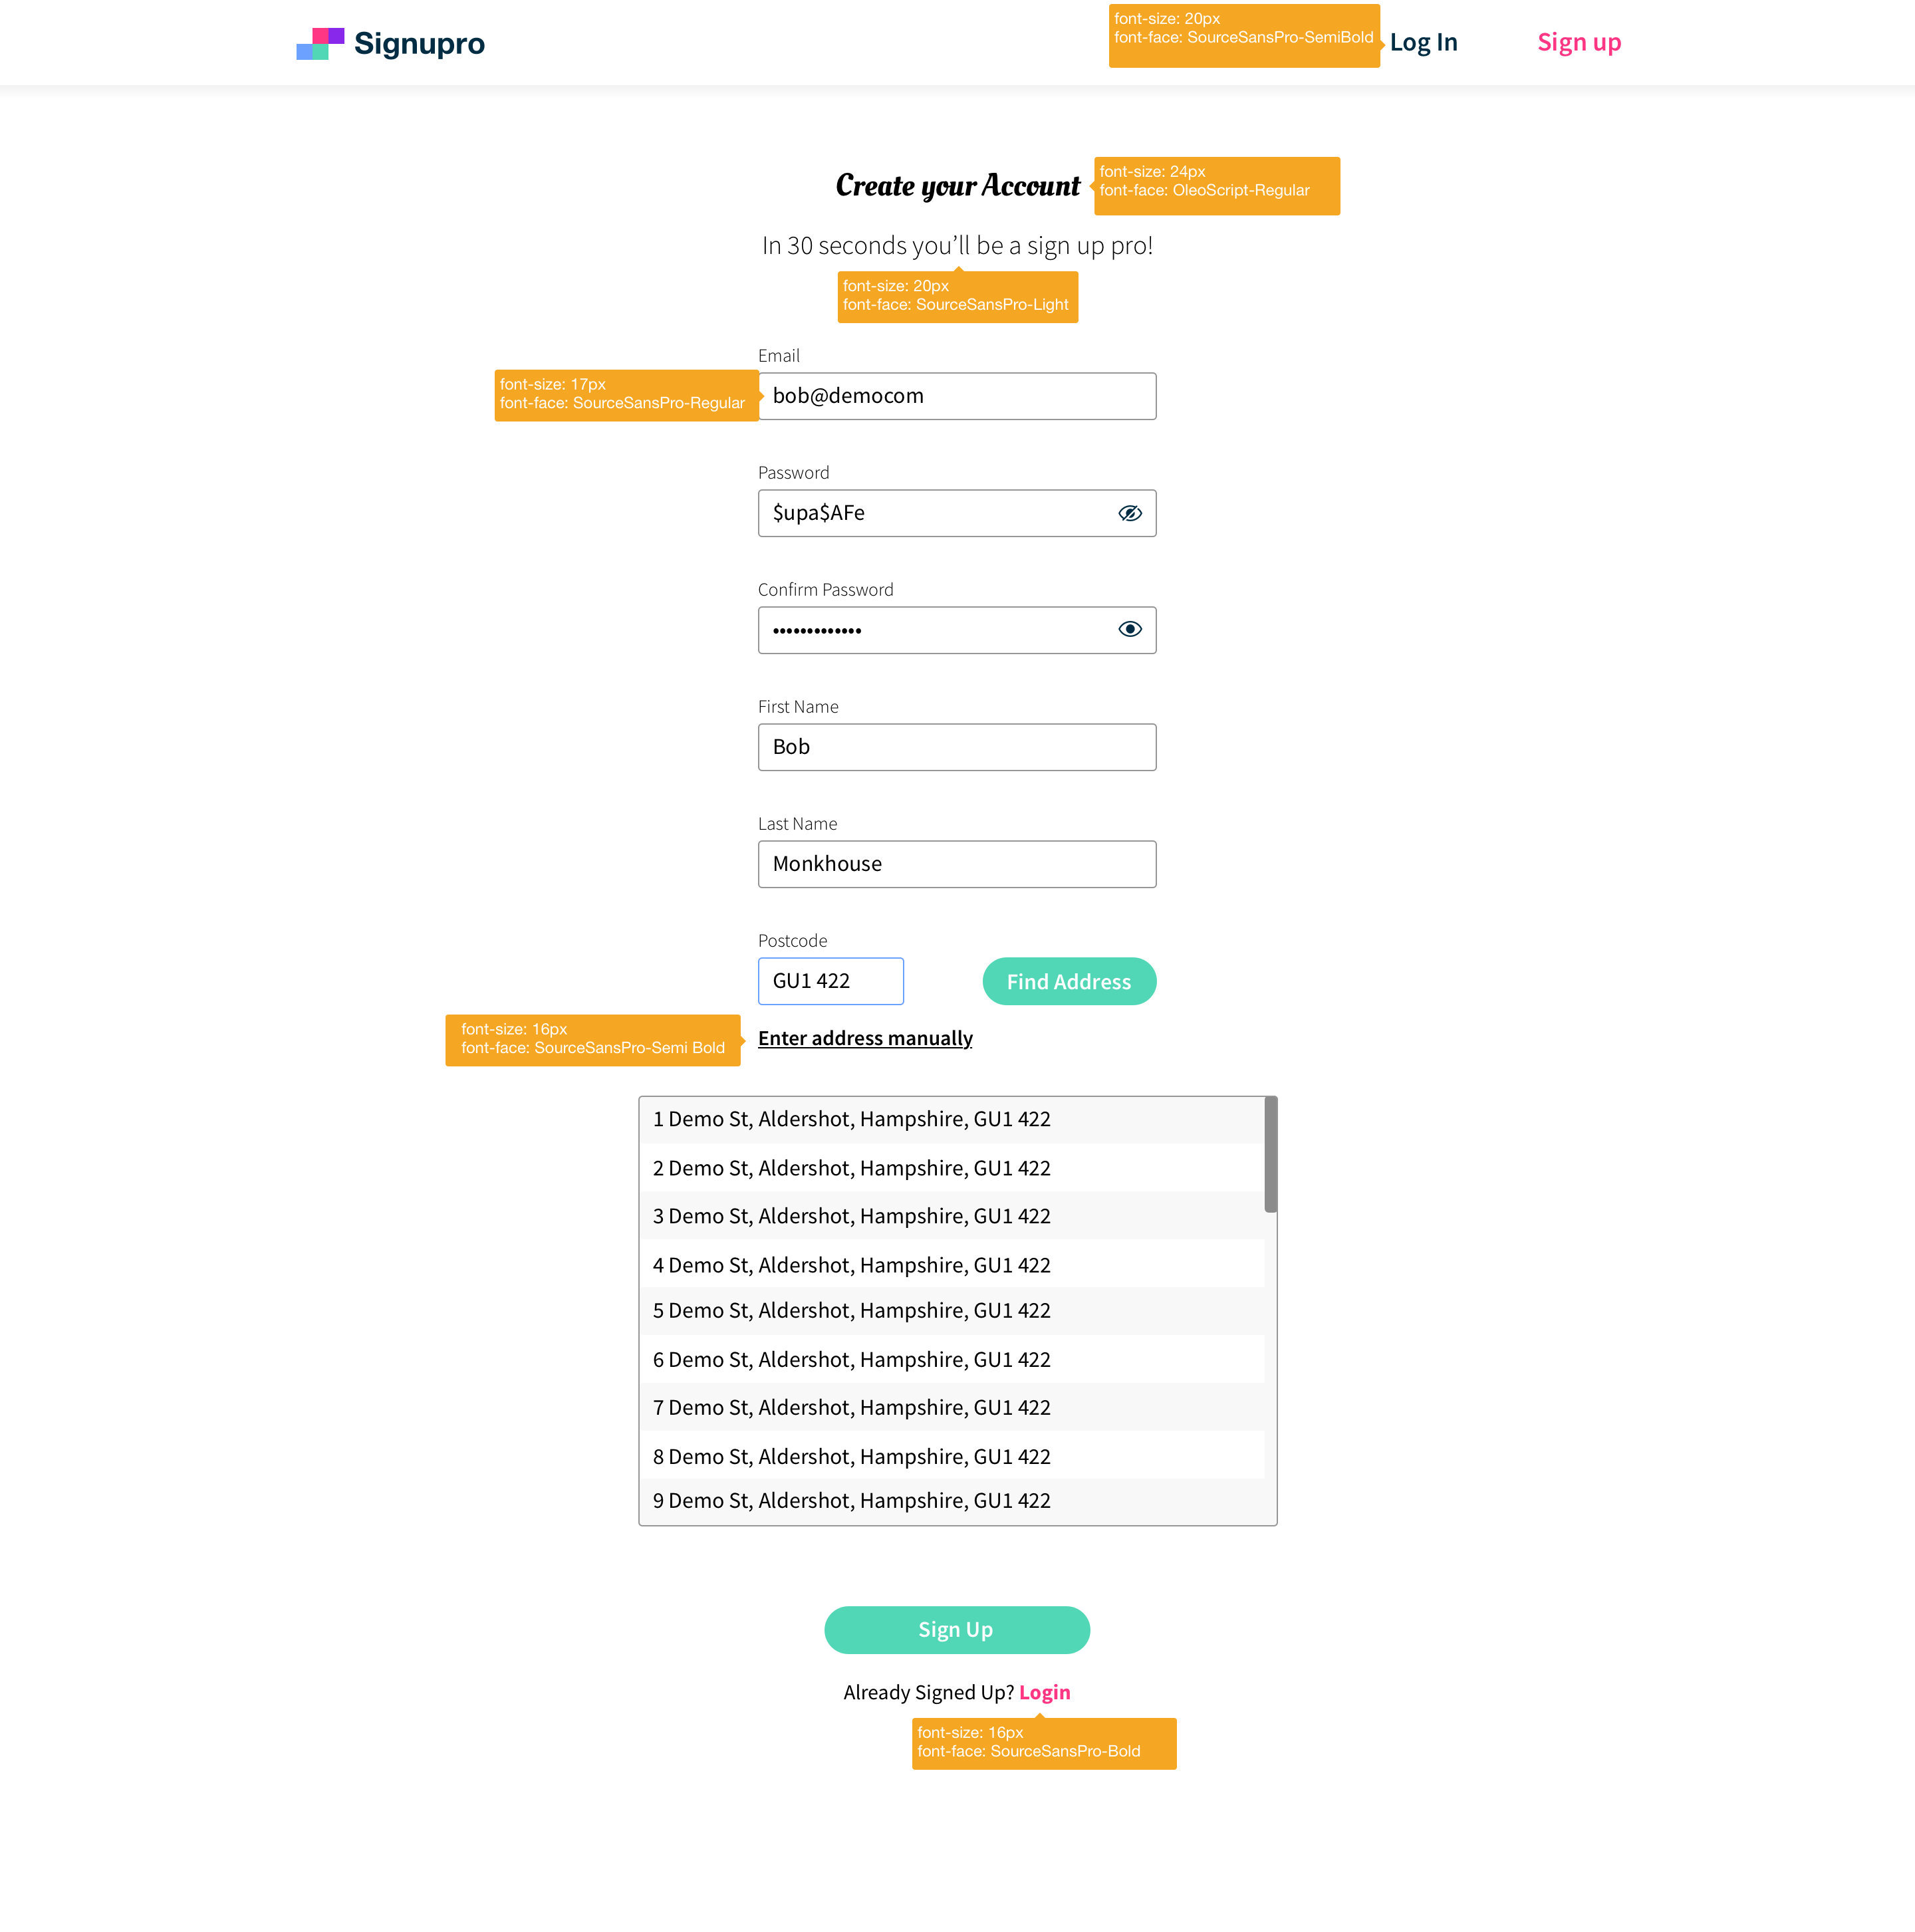 Signupro
font-size: 20px
font-face: SourceSansPro-SemiBold
Log In
Sign up
Create your Account
font-size: 24px
font-face: OleoScript-Regular
In 30 seconds you’ll be a sign up pro!
font-size: 20px
font-face: SourceSansPro-Light
Email
font-size: 17px
font-face: SourceSansPro-Regular
bob@democom
Password
$upa$AFe
Confirm Password
•••••••••••••
First Name
Bob
Last Name
Monkhouse
Postcode
GU1 422
Find Address
font-size: 16px
font-face: SourceSansPro-Semi Bold
Enter address manually
1 Demo St, Aldershot, Hampshire, GU1 422
2 Demo St, Aldershot, Hampshire, GU1 422
3 Demo St, Aldershot, Hampshire, GU1 422
4 Demo St, Aldershot, Hampshire, GU1 422
5 Demo St, Aldershot, Hampshire, GU1 422
6 Demo St, Aldershot, Hampshire, GU1 422
7 Demo St, Aldershot, Hampshire, GU1 422
8 Demo St, Aldershot, Hampshire, GU1 422
9 Demo St, Aldershot, Hampshire, GU1 422
Sign Up
Already Signed Up? Login
font-size: 16px
font-face: SourceSansPro-Bold